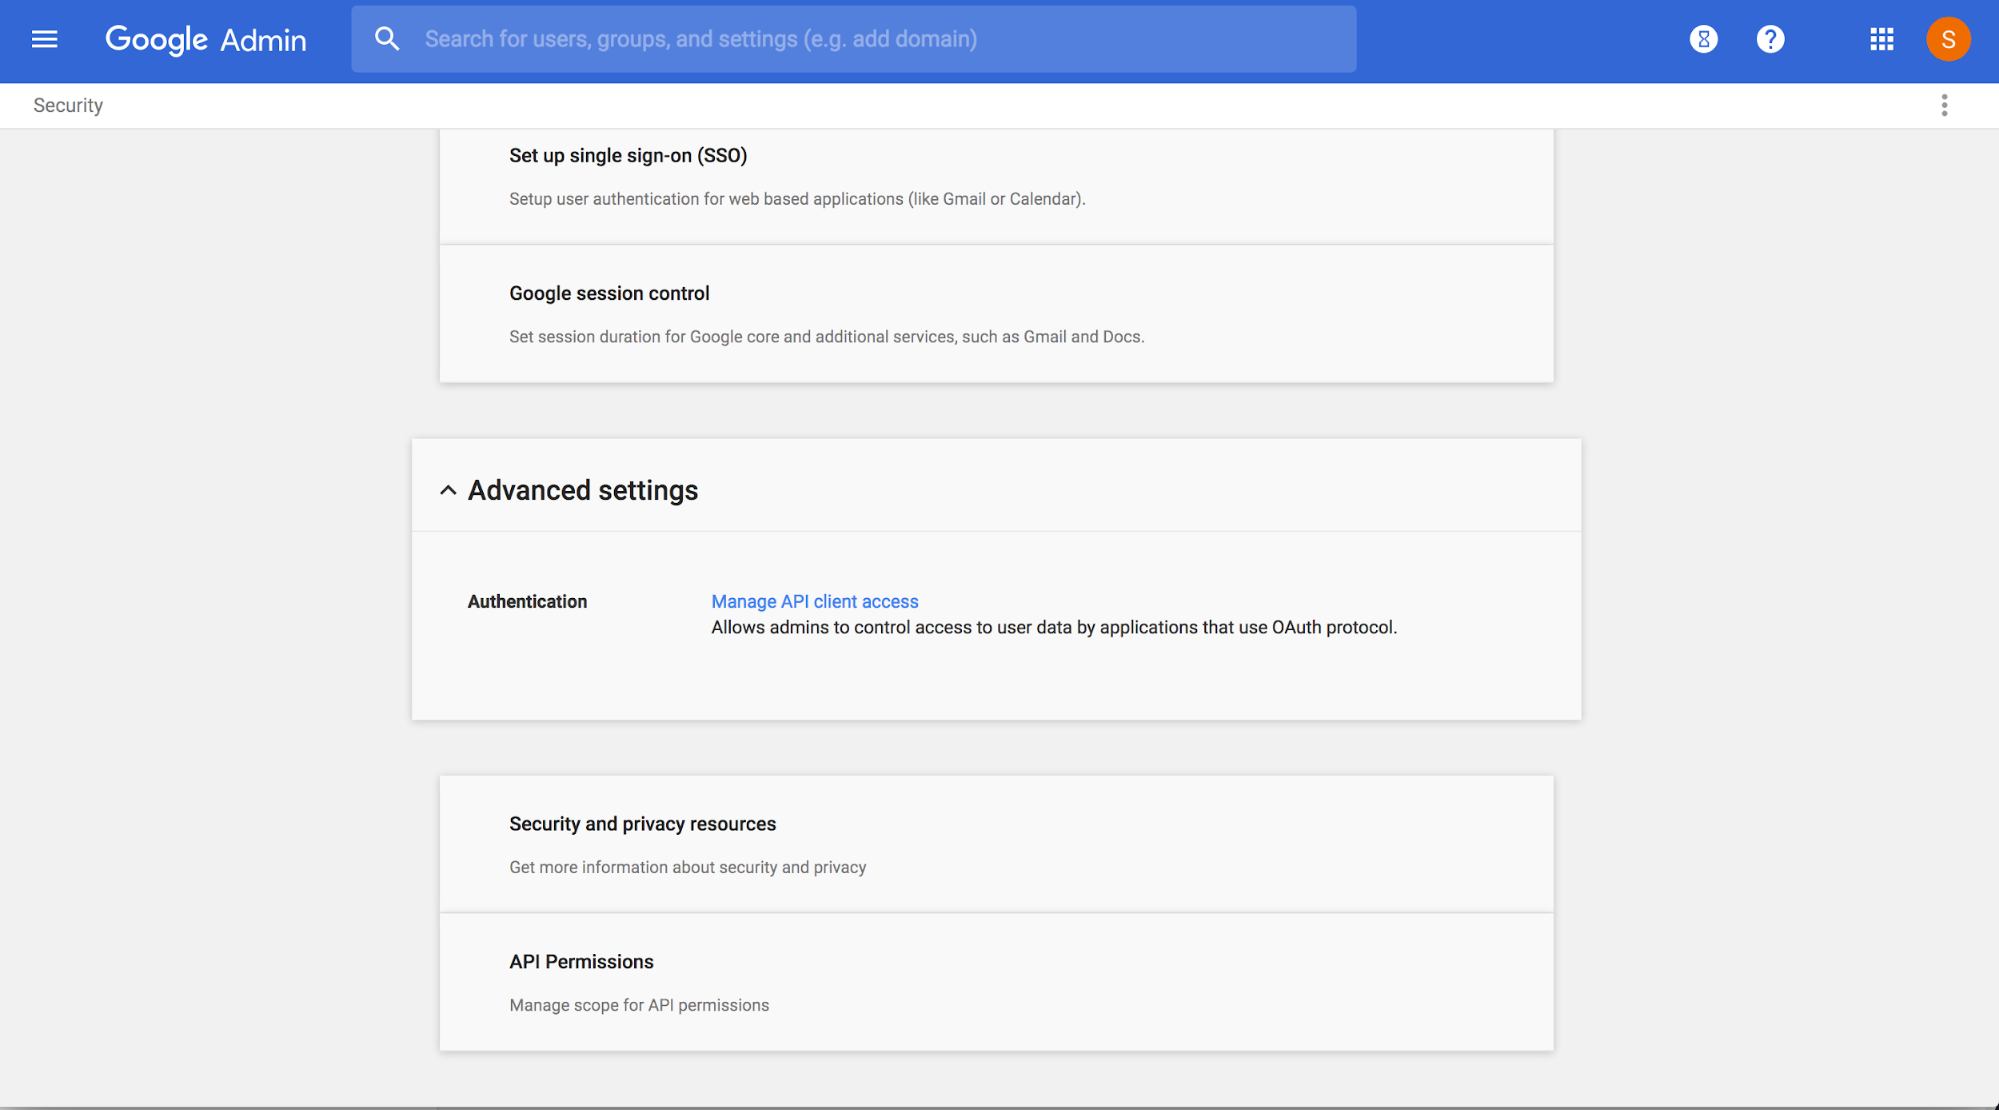 Google Admin
Search for users, groups, and settings (e.g. add domain)
S
Security
Set up single sign-on (SSO)
Setup user authentication for web based applications (like Gmail or Calendar).
Google session control
Set session duration for Google core and additional services, such as Gmail and Docs.
Advanced settings
Authentication
Manage API client access
Allows admins to control access to user data by applications that use OAuth protocol.
Security and privacy resources
Get more information about security and privacy
API Permissions
Manage scope for API permissions